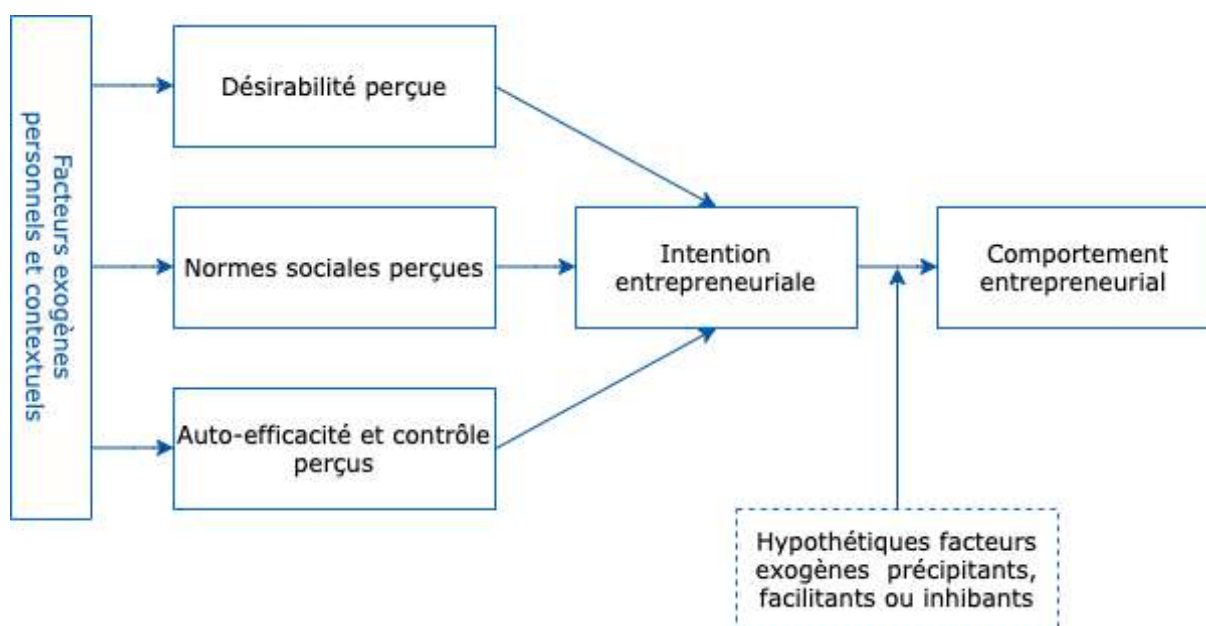 Facteurs exogènes
personnels et contextuels
Désirabilité perçue
Normes sociales perçues
Auto-efficacité et contrôle
perçus
Intention
entrepreneuriale
Comportement
entrepreneurial
Hypothétiques facteurs
exogènes précipitants,
facilitants ou inhibants